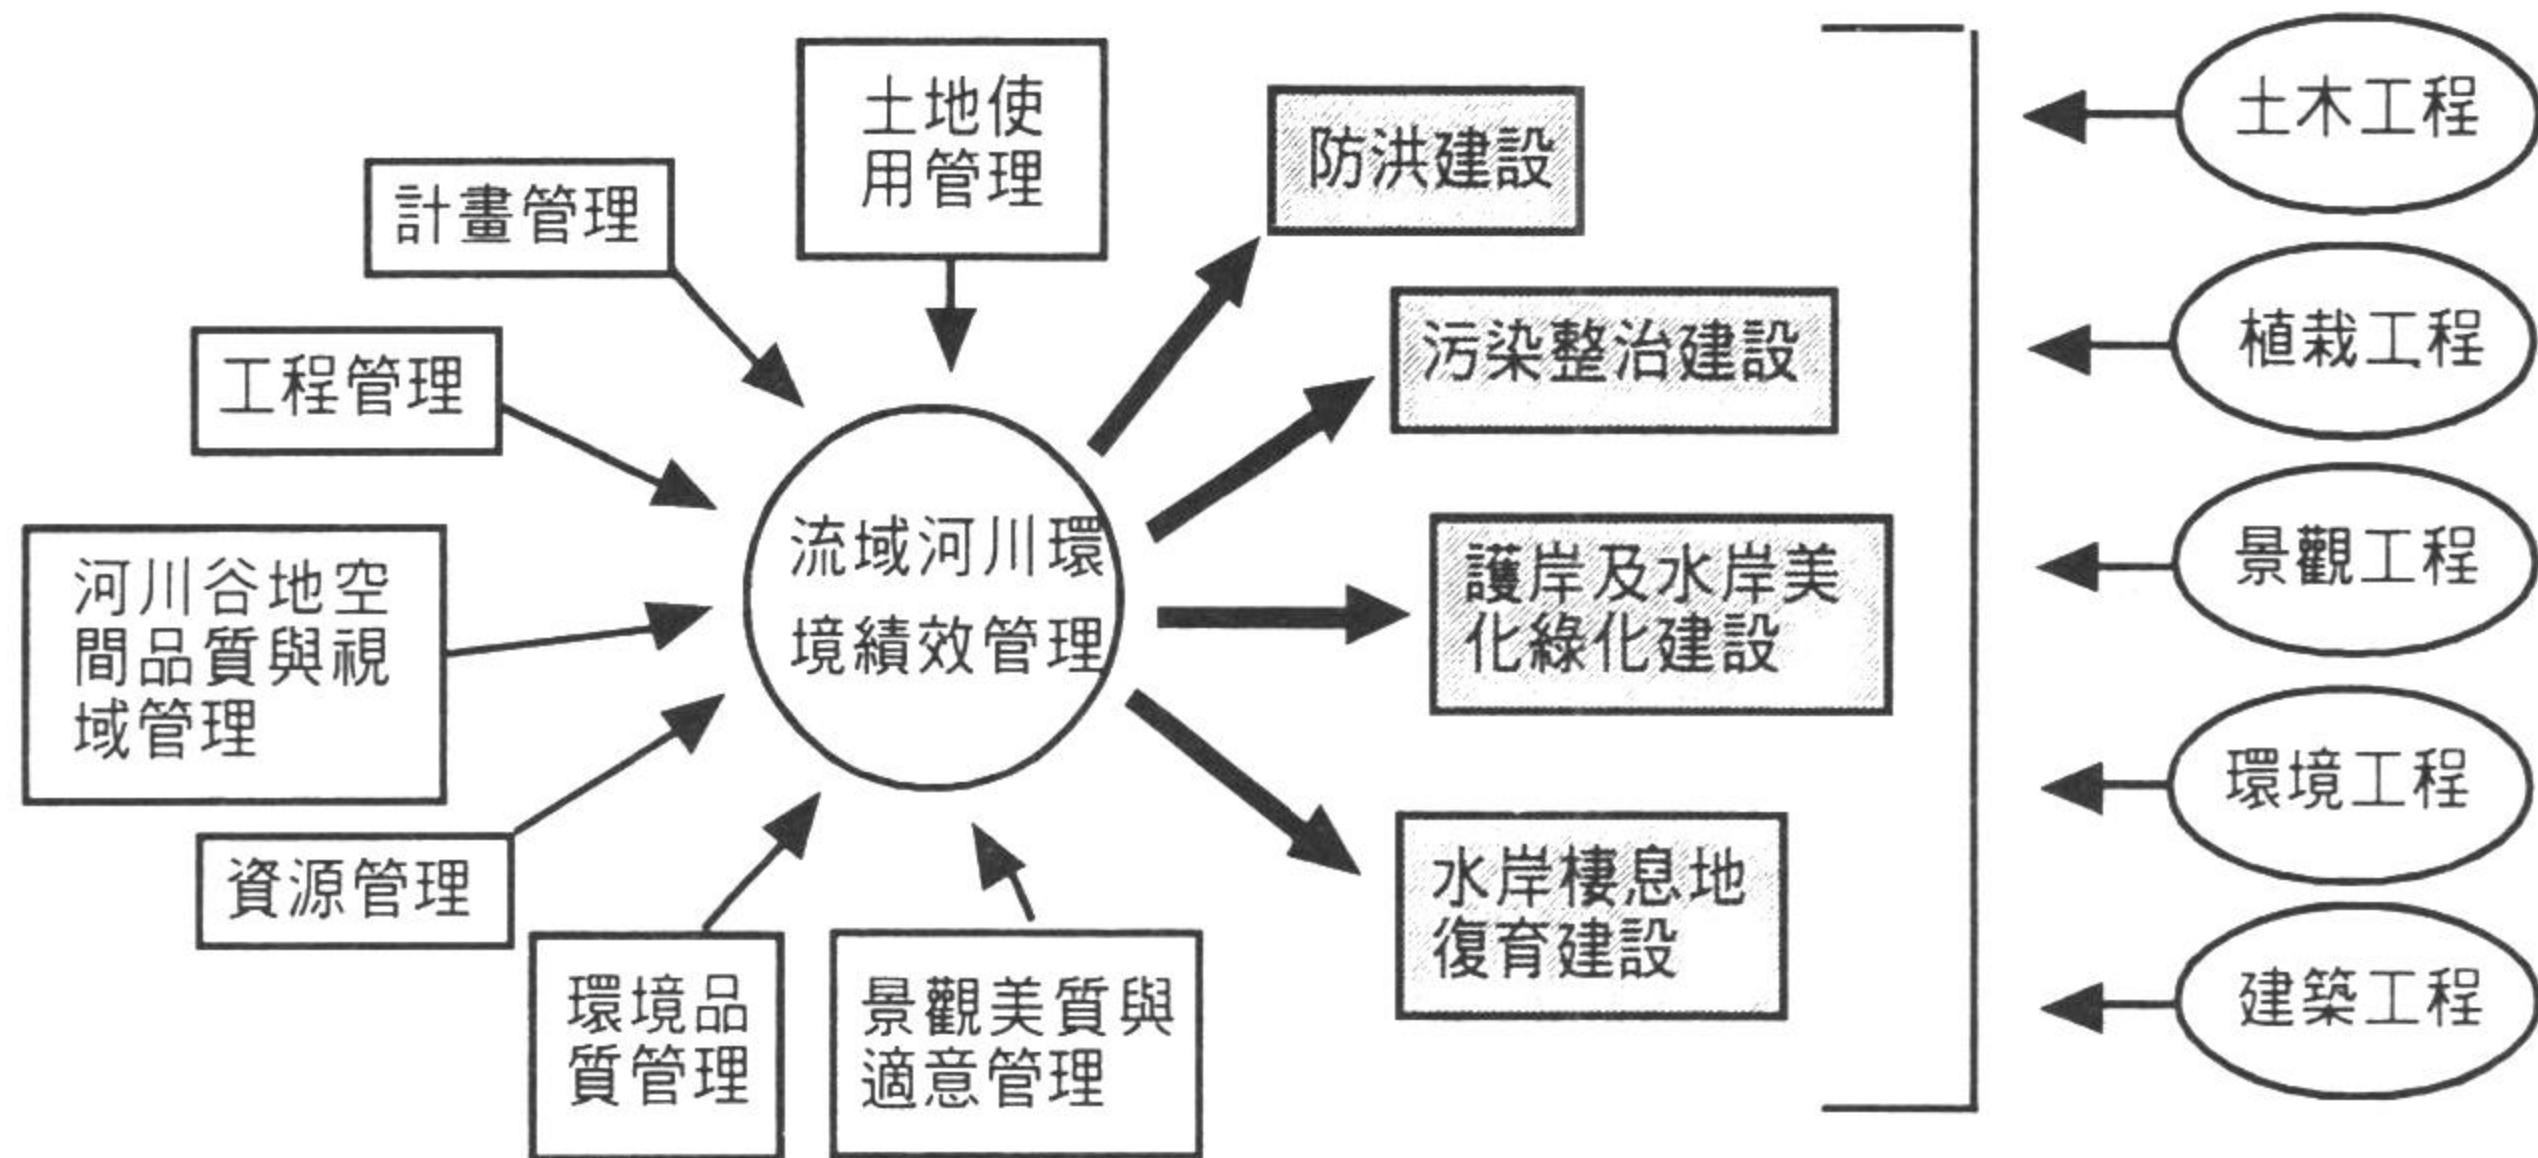 土地使
用管理
計畫管理
工程管理
河川谷地空
間品質與視
域管理
資源管理
環境品
質管理
景觀美質與
適意管理
流域河川環
境績效管理
防洪建設
污染整治建設
護岸及水岸美
化綠化建設
水岸棲息地
復育建設
土木工程
植栽工程
景觀工程
環境工程
建築工程